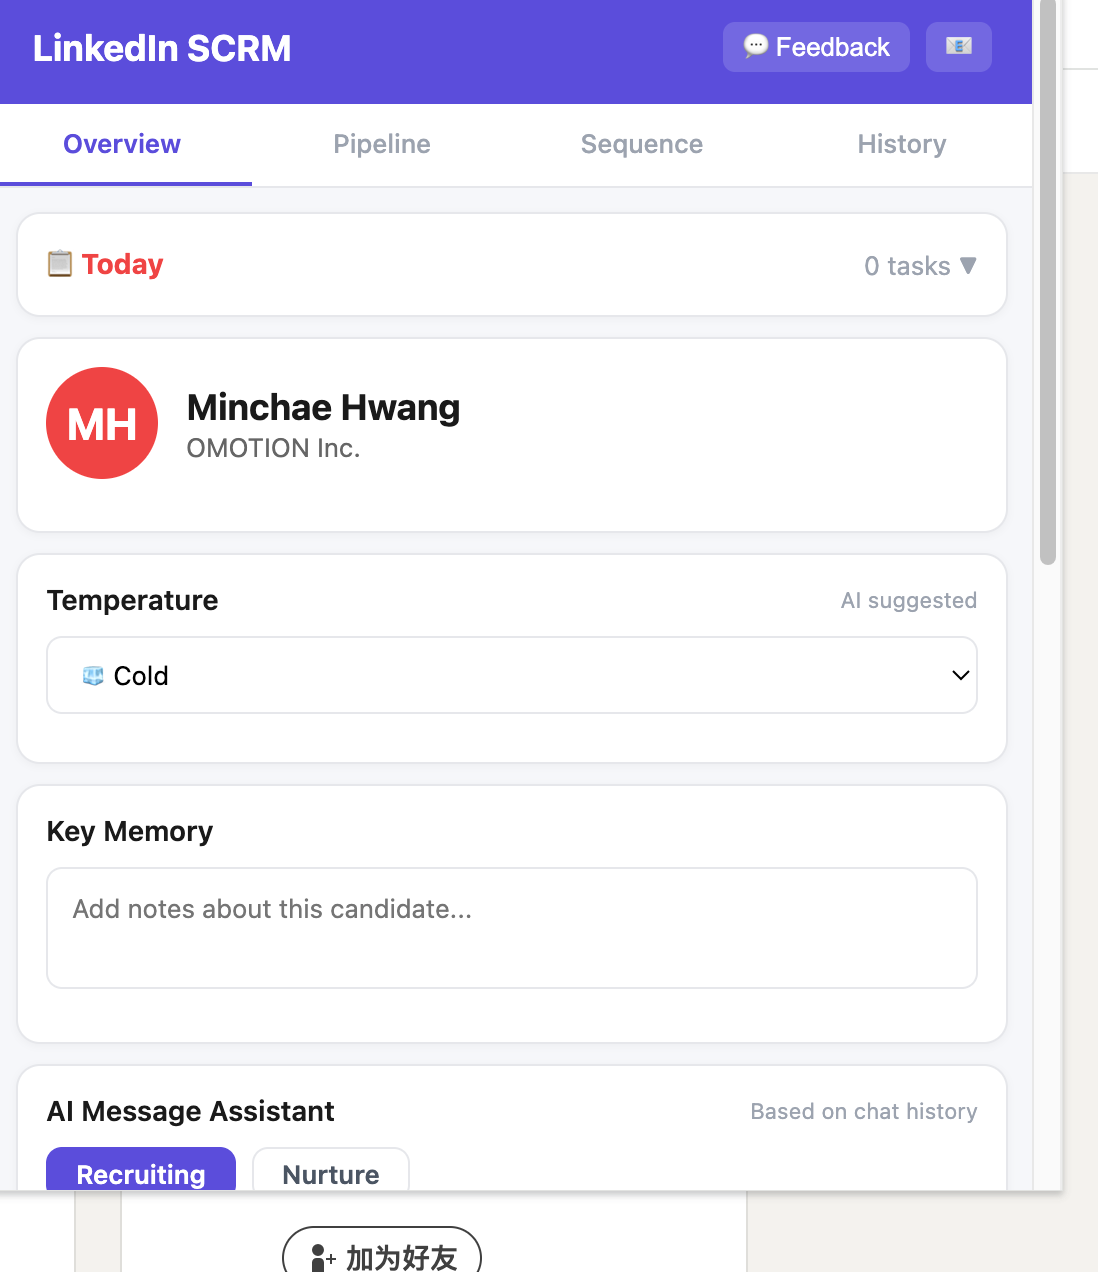 LinkedIn SCRM
💬 Feedback
📧
Overview
Pipeline
Sequence
History
📋 Today
0 tasks ▼
MH
Minchae Hwang
OMOTION Inc.
Temperature
AI suggested
🧊 Cold
Key Memory
Add notes about this candidate...
AI Message Assistant
Based on chat history
Recruiting
Nurture
加为好友